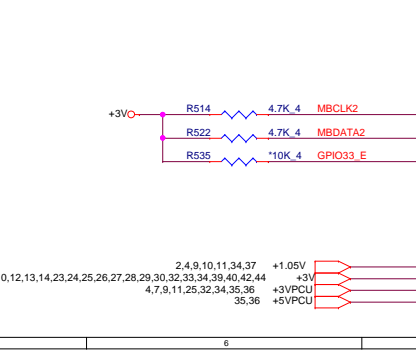 R514 4.7K_4 MBCLK2
+3V
R522 4.7K_4 MBDATA2
R535 *10K_4 GPIO33_E
2,4,9,10,11,34,37 +1.05V
0,12,13,14,23,24,25,26,27,28,29,30,32,33,34,39,40,42,44 +3V
4,7,9,11,25,32,34,35,36 +3VPCU
35,36 +5VPCU
6